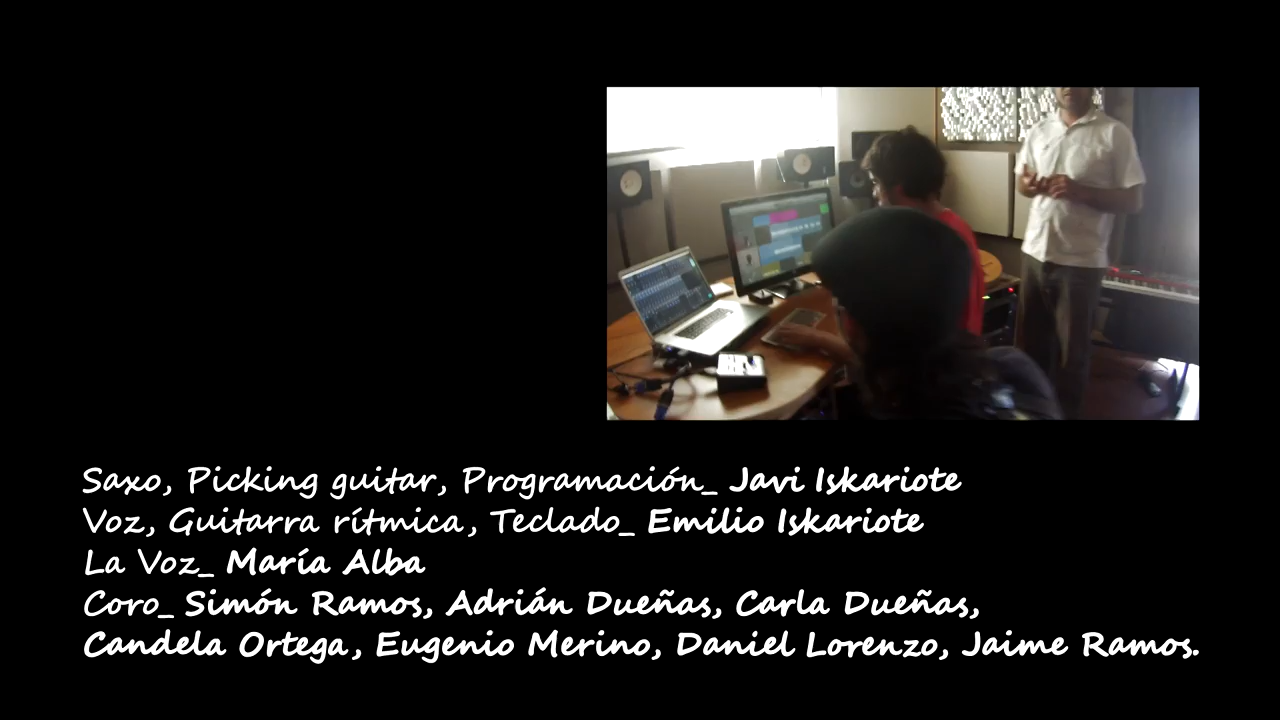 Saxo, Picking guitar, Programación_ Javi Iskariote
Voz, Guitarra rítmica, Teclado_ Emilio Iskariote
La Voz_ María Alba
Coro_ Simón Ramos, Adrián Dueñas, Carla Dueñas,
Candela Ortega, Eugenio Merino, Daniel Lorenzo, Jaime Ramos.